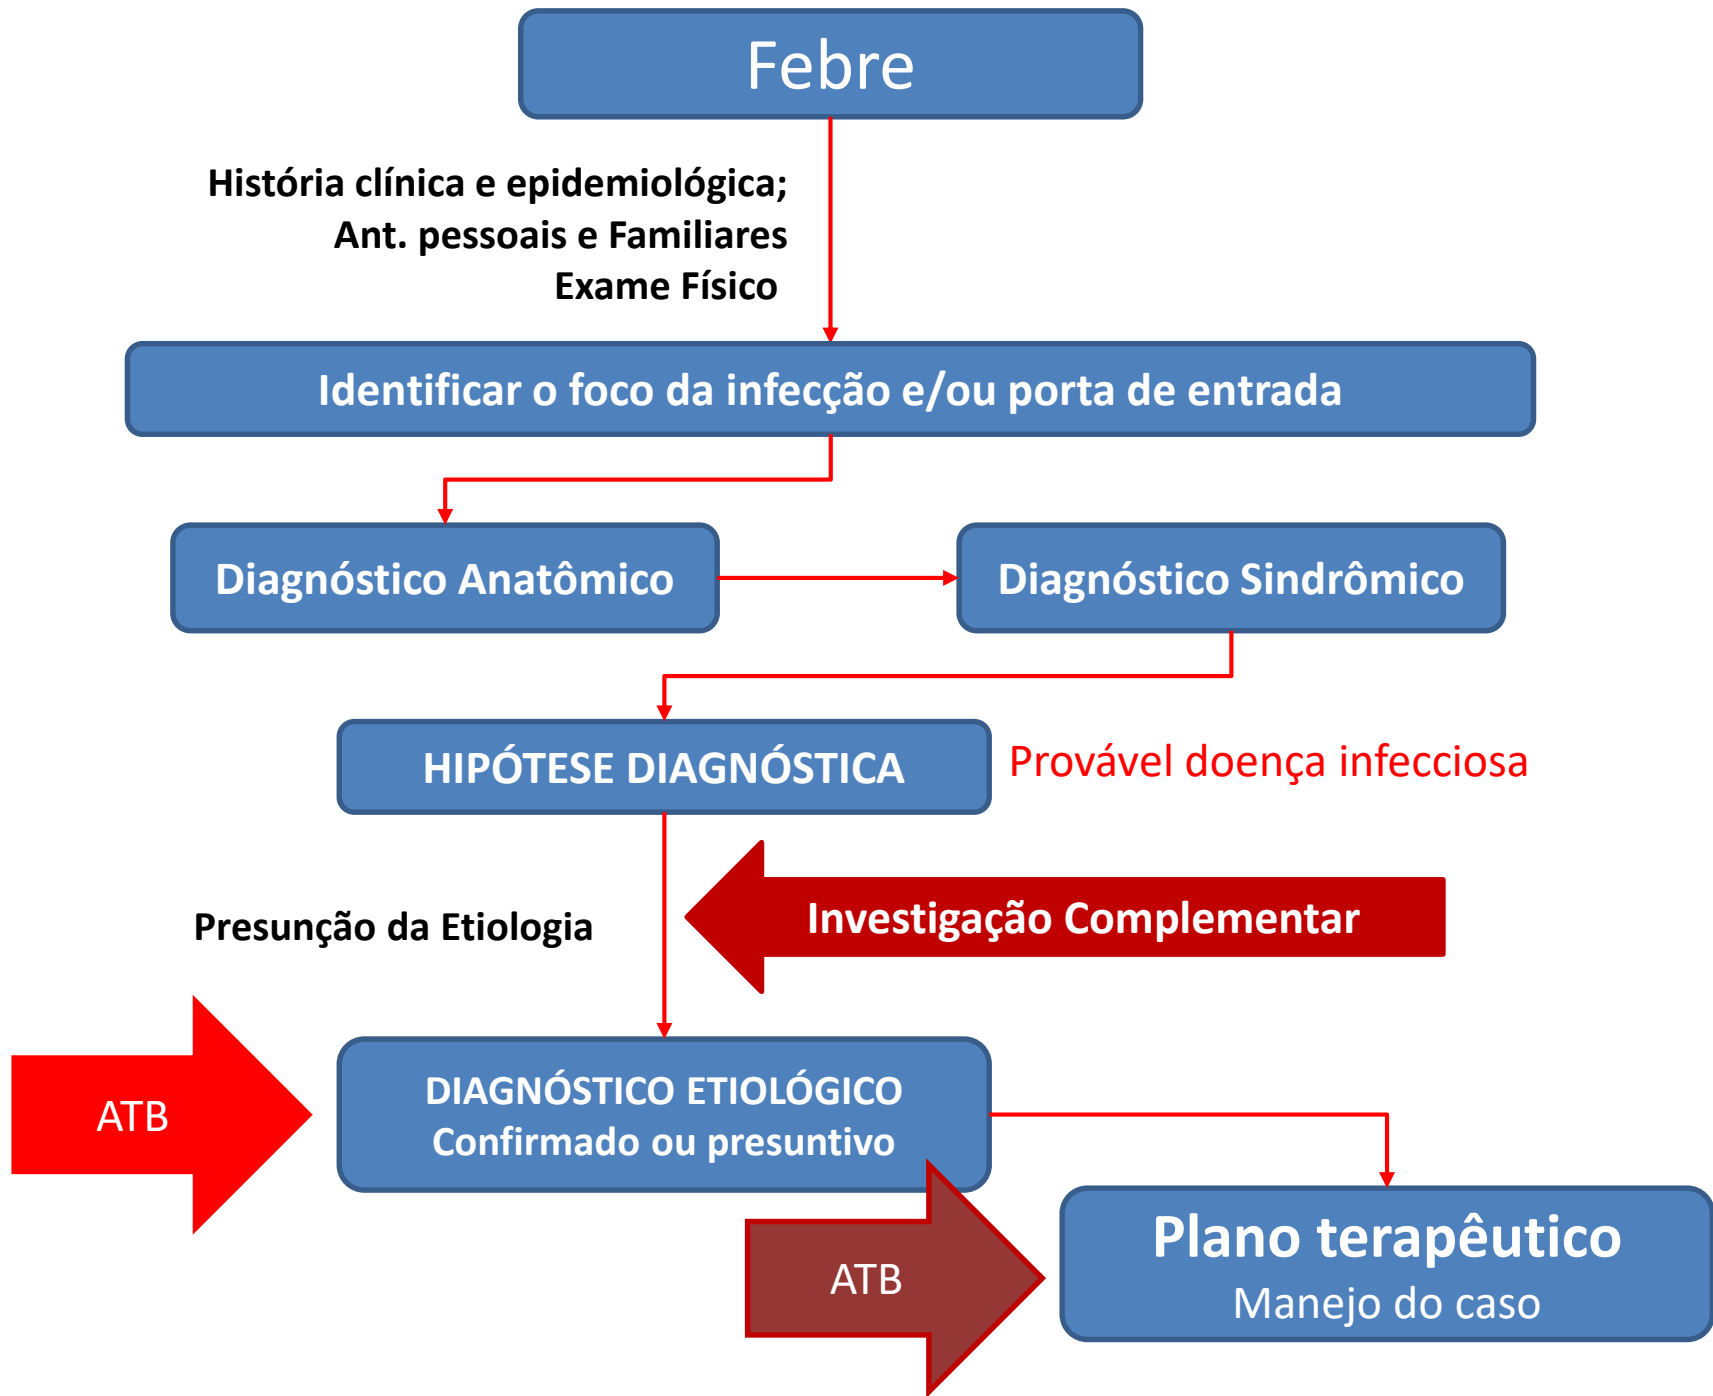 Febre
História clínica e epidemiológica;
Ant. pessoais e Familiares
Exame Físico
Identificar o foco da infecção e/ou porta de entrada
Diagnóstico Anatômico
Diagnóstico Sindrômico
HIPÓTESE DIAGNÓSTICA
Provável doença infecciosa
Presunção da Etiologia
Investigação Complementar
ATB
DIAGNÓSTICO ETIOLÓGICO
Confirmado ou presuntivo
ATB
Plano terapêutico
Manejo do caso